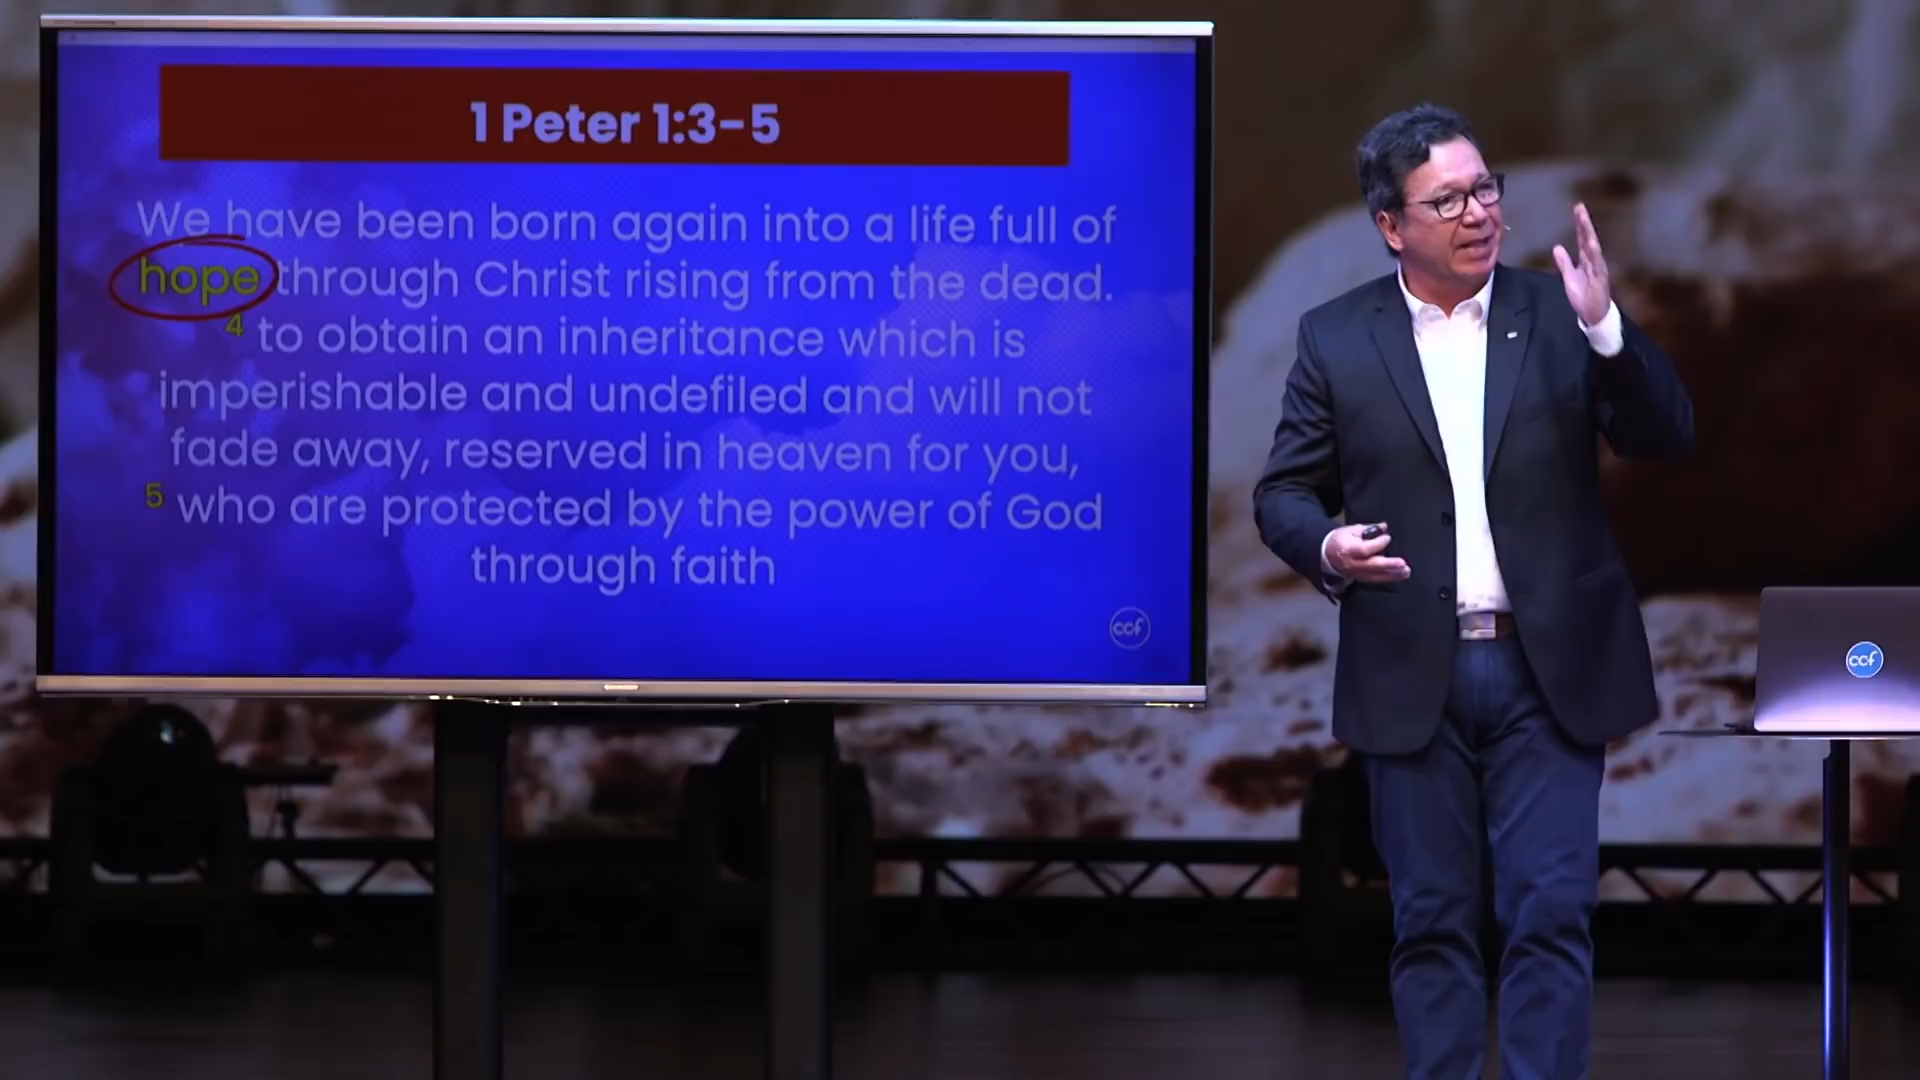 1 Peter 1:3-5
We have been born again into a life full of
hope through Christ rising from the dead.
4 to obtain an inheritance which is
imperishable and undefiled and will not
fade away, reserved in heaven for you,
5 who are protected by the power of God
through faith
ccf
ccf